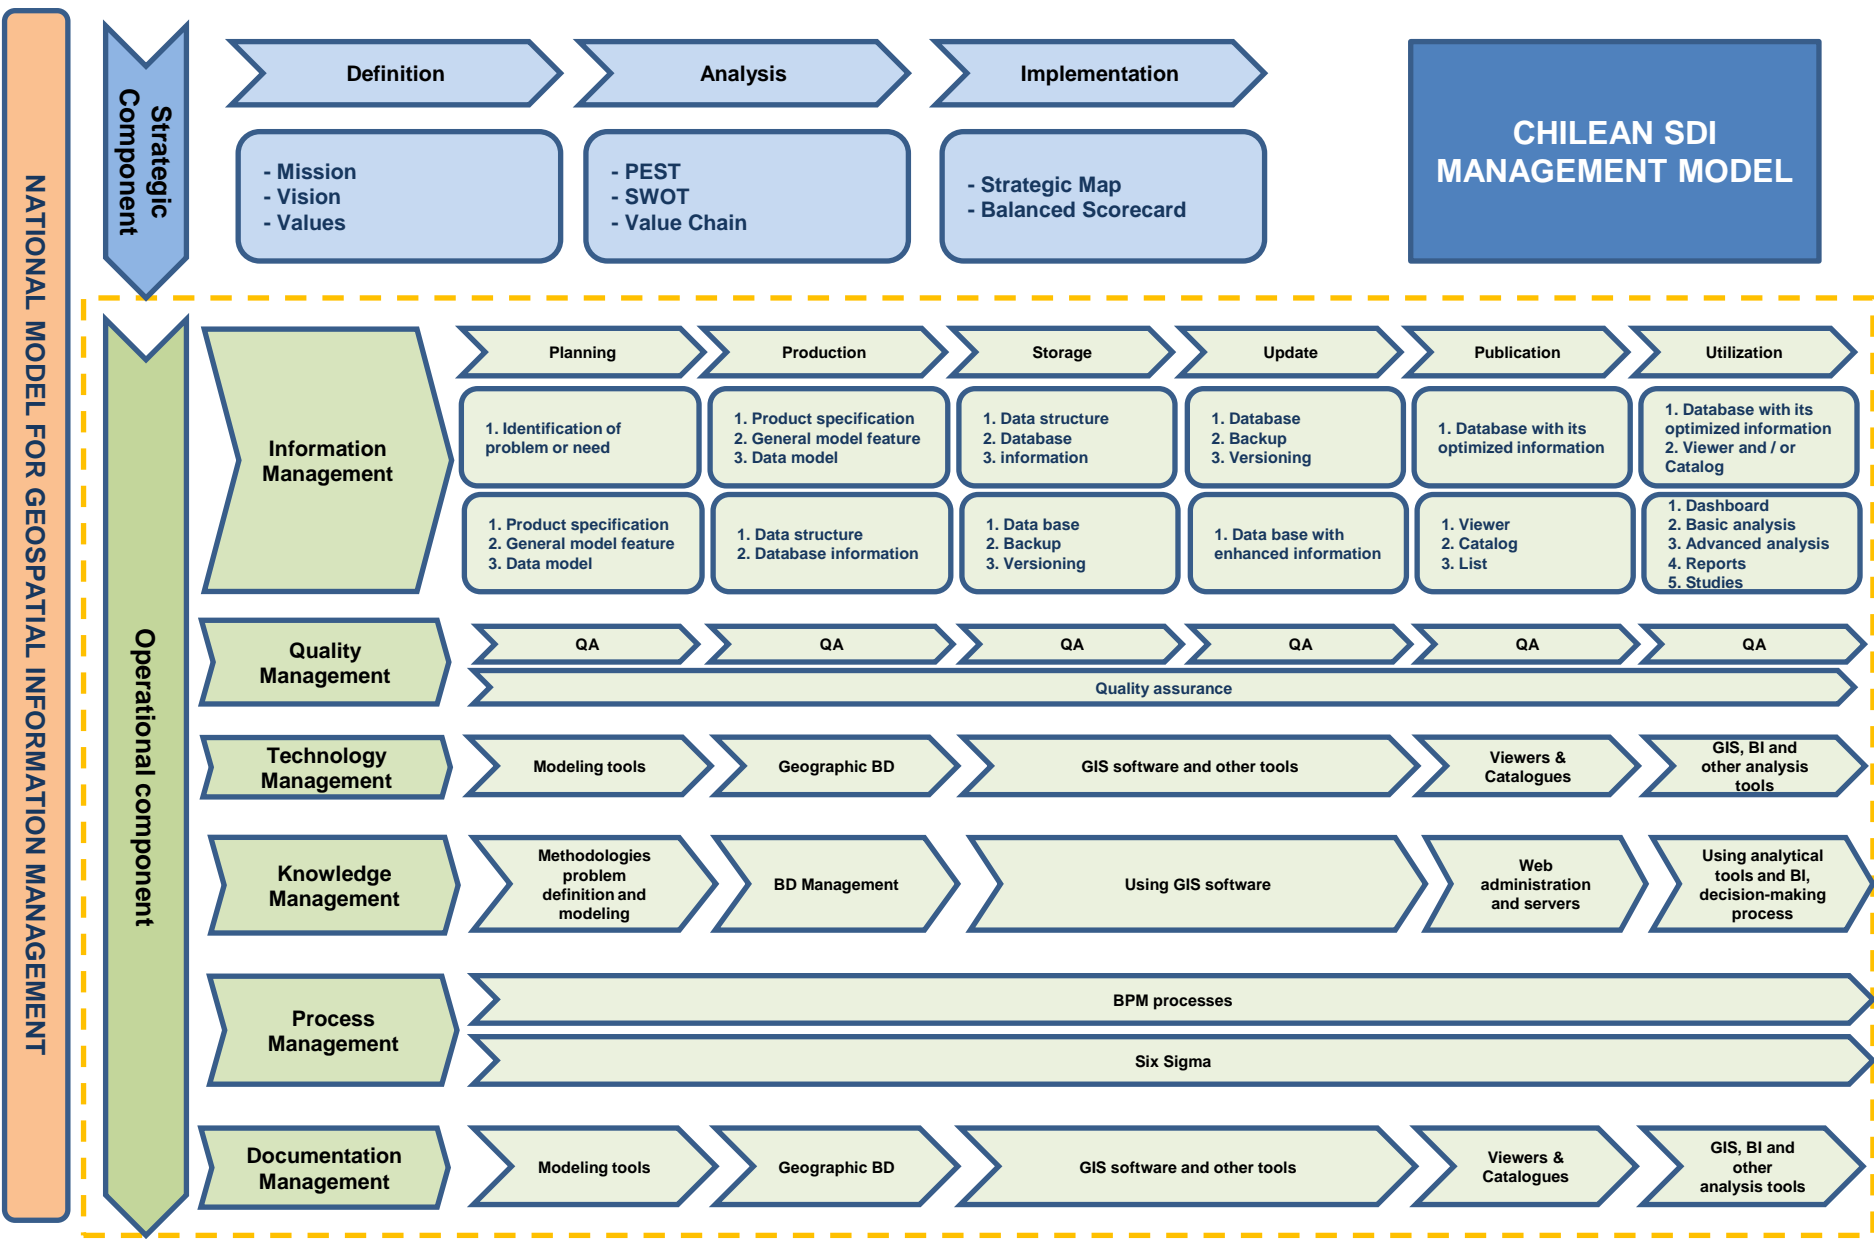 NATIONAL MODEL FOR GEOSPATIAL INFORMATION MANAGEMENT
Strategic
Component
Definition
Analysis
Implementation
- Mission
- Vision
- Values
- PEST
- SWOT
- Value Chain
- Strategic Map
- Balanced Scorecard
CHILEAN SDI
MANAGEMENT MODEL
Operational component
Information
Management
Planning
Production
Storage
Update
Publication
Utilization
1. Identification of
problem or need
1. Product specification
2. General model feature
3. Data model
1. Data structure
2. Database
3. information
1. Database
2. Backup
3. Versioning
1. Database with its
optimized information
1. Database with its
optimized information
2. Viewer and / or
Catalog
1. Product specification
2. General model feature
3. Data model
1. Data structure
2. Database information
1. Data base
2. Backup
3. Versioning
1. Data base with
enhanced information
1. Viewer
2. Catalog
3. List
1. Dashboard
2. Basic analysis
3. Advanced analysis
4. Reports
5. Studies
Quality
Management
QA
QA
QA
QA
QA
QA
Quality assurance
Technology
Management
Modeling tools
Geographic BD
GIS software and other tools
Viewers &
Catalogues
GIS, BI and
other analysis
tools
Knowledge
Management
Methodologies
problem
definition and
modeling
BD Management
Using GIS software
Web
administration
and servers
Using analytical
tools and BI,
decision-making
process
Process
Management
BPM processes
Six Sigma
Documentation
Management
Modeling tools
Geographic BD
GIS software and other tools
Viewers &
Catalogues
GIS, BI and
other
analysis tools